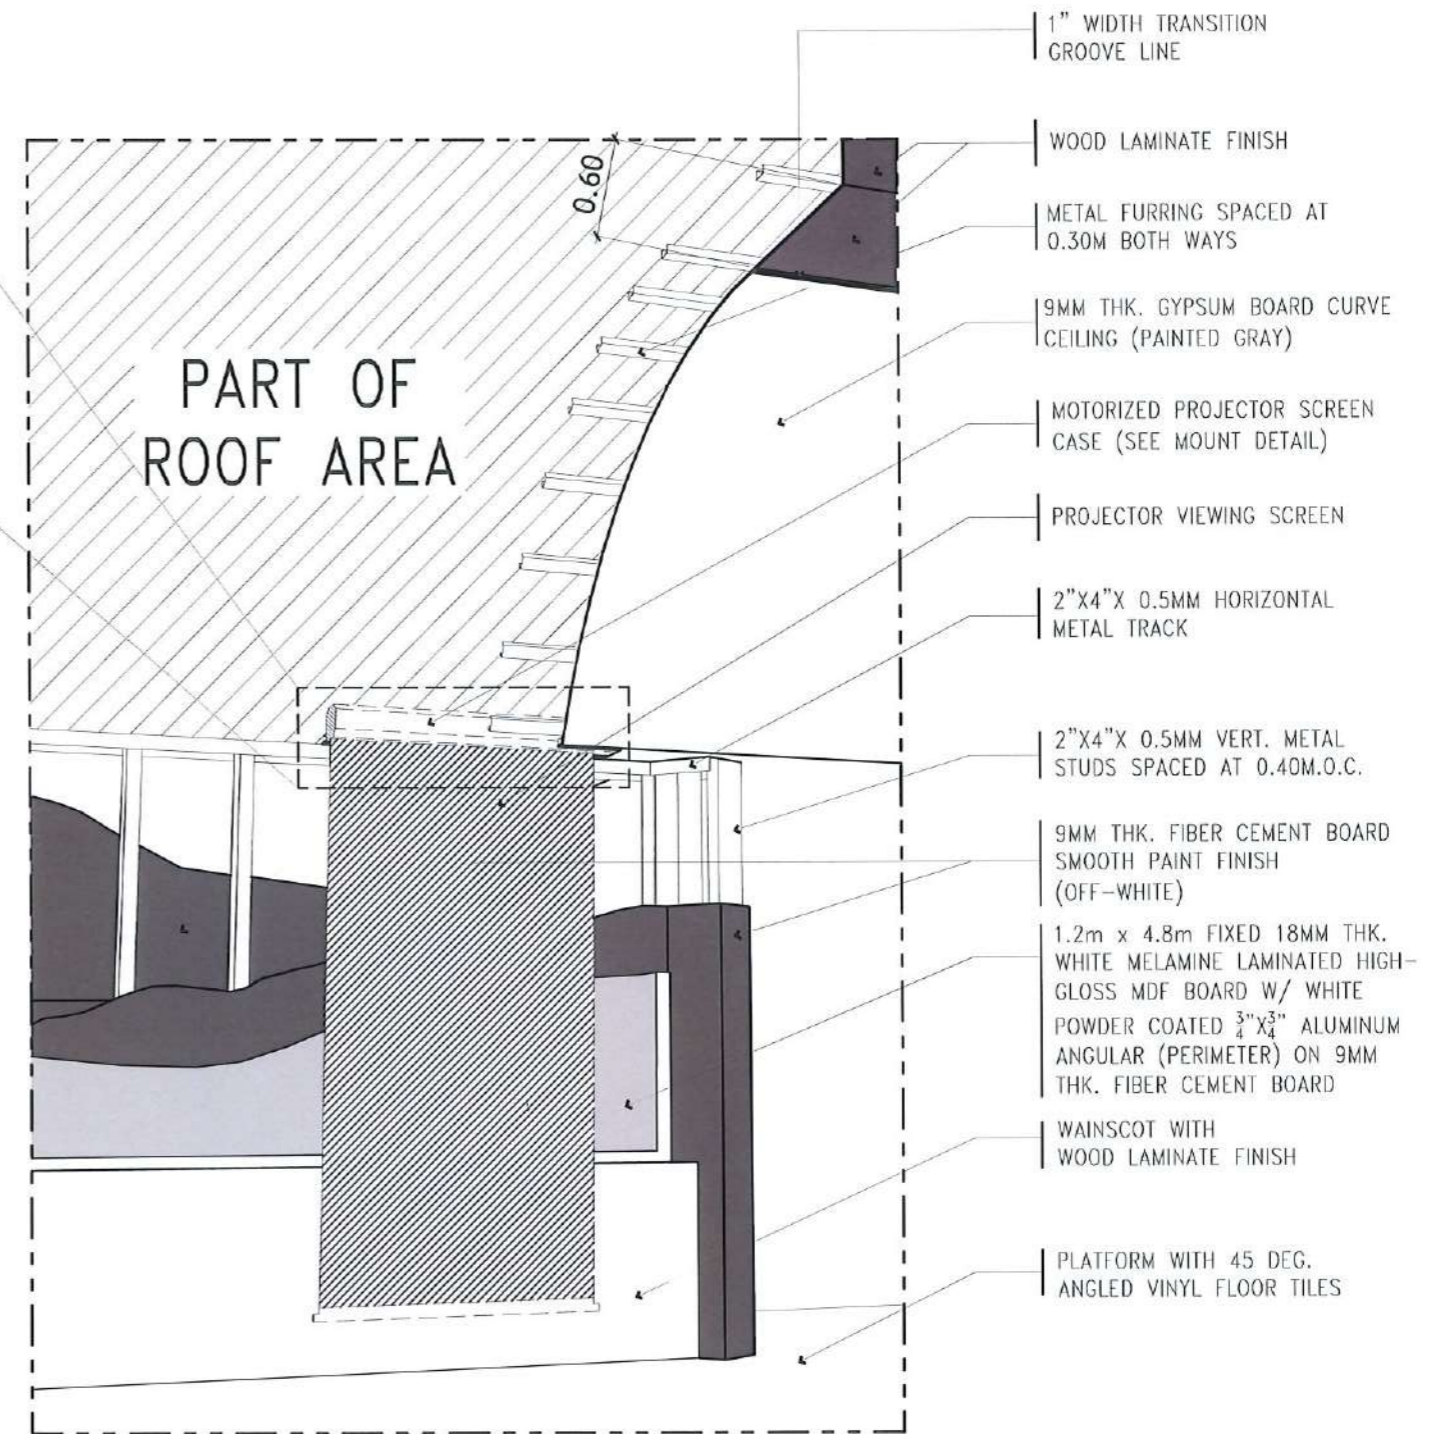 1" WIDTH TRANSITION
GROOVE LINE
WOOD LAMINATE FINISH
0.60
METAL FURRING SPACED AT
0.30M BOTH WAYS
9MM THK. GYPSUM BOARD CURVE
CEILING (PAINTED GRAY)
PART OF
ROOF AREA
MOTORIZED PROJECTOR SCREEN
CASE (SEE MOUNT DETAIL)
PROJECTOR VIEWING SCREEN
2"X4"X 0.5MM HORIZONTAL
METAL TRACK
2"X4"X 0.5MM VERT. METAL
STUDS SPACED AT 0.40M.O.C.
9MM THK. FIBER CEMENT BOARD
SMOOTH PAINT FINISH
(OFF-WHITE)
1.2m x 4.8m FIXED 18MM THK.
WHITE MELAMINE LAMINATED HIGH-
GLOSS MDF BOARD W/ WHITE
POWDER COATED 3/4"X3/4" ALUMINUM
ANGULAR (PERIMETER) ON 9MM
THK. FIBER CEMENT BOARD
WAINSCOT WITH
WOOD LAMINATE FINISH
PLATFORM WITH 45 DEG.
ANGLED VINYL FLOOR TILES